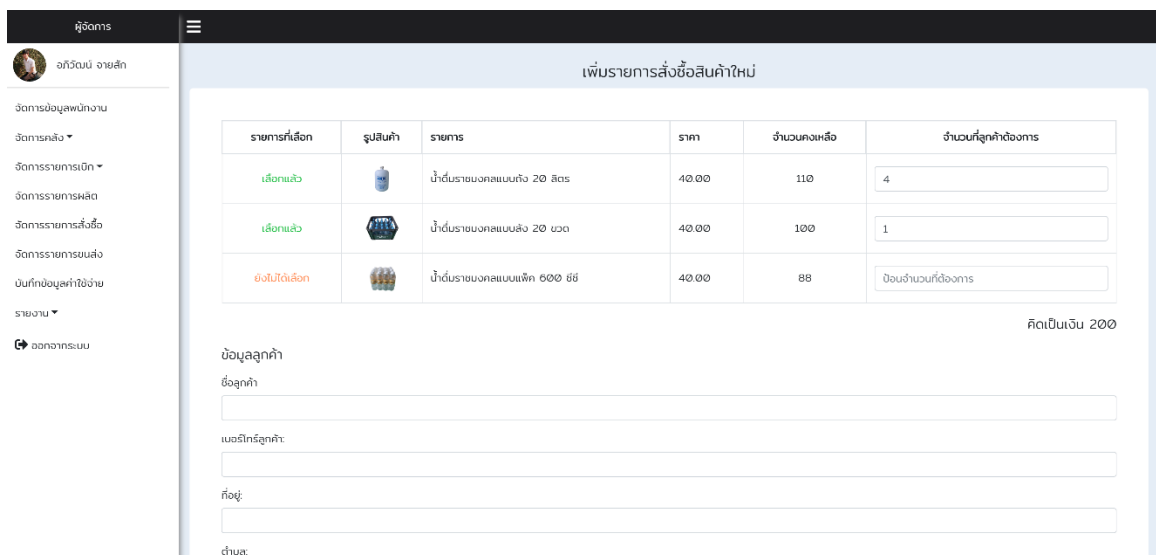 ผู้จัดการ
อภิวัฒน์ อายสัก
จัดการข้อมูลพนักงาน
จัดการคลัง
จัดการรายการเบิก
จัดการรายการผลิต
จัดการรายการสั่งซื้อ
จัดการรายการขนส่ง
บันทึกข้อมูลค่าใช้จ่าย
รายงาน
ออกจากระบบ
เพิ่มรายการสั่งซื้อสินค้าใหม่
รายการที่เลือก รูปสินค้า รายการ ราคา จำนวนคงเหลือ จำนวนที่ลูกค้าต้องการ
เลือกแล้ว น้ำดื่มราชมงคลแบบถัง 20 ลิตร 40.00 110 4
เลือกแล้ว น้ำดื่มราชมงคลแบบลัง 20 ขวด 40.00 100 1
ยังไม่ได้เลือก น้ำดื่มราชมงคลแบบแพ็ค 600 ซีซี 40.00 88 ป้อนจำนวนที่ต้องการ
คิดเป็นเงิน 200
ข้อมูลลูกค้า
ชื่อลูกค้า
เบอร์โทร์ลูกค้า:
ที่อยู่:
ตำบล: